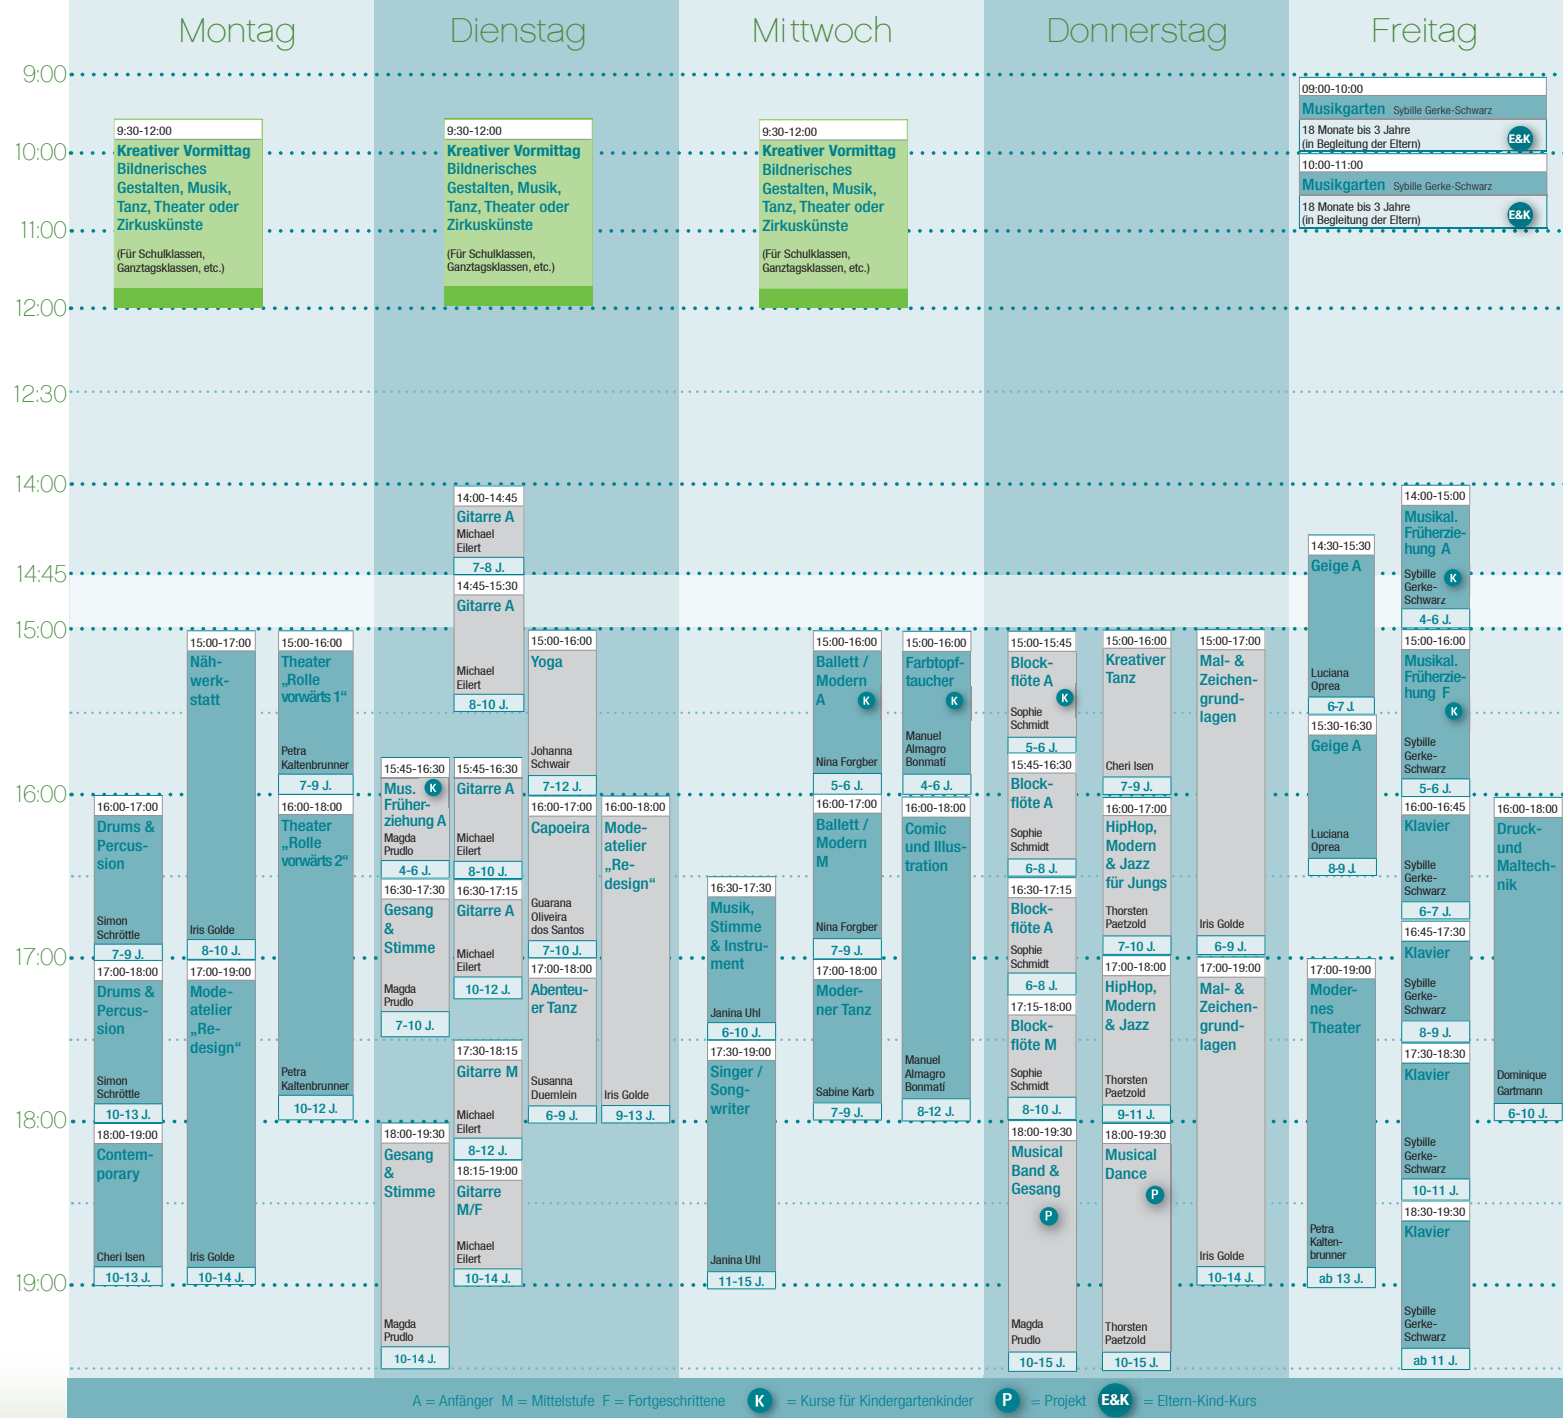 Montag
Dienstag
Mittwoch
Donnerstag
Freitag
9:00
10:00
11:00
12:00
12:30
14:00
14:45
15:00
16:00
17:00
18:00
19:00
9:30-12:00
Kreativer Vormittag
Bildnerisches
Gestalten, Musik,
Tanz, Theater oder
Zirkuskünste
(Für Schulklassen,
Ganztagsklassen, etc.)
16:00-17:00
Drums &
Percus-
sion
Simon
Schröttle
7-9 J.
17:00-18:00
Drums &
Percus-
sion
Simon
Schröttle
10-13 J.
18:00-19:00
Contem-
porary
Cheri Isen
10-13 J.
15:00-17:00
Näh-
werk-
statt
Iris Golde
8-10 J.
17:00-19:00
Mode-
atelier
„Re-
design“
Iris Golde
10-14 J.
15:00-16:00
Theater
„Rolle
vorwärts 1“
Petra
Kaltenbrunner
7-9 J.
16:00-18:00
Theater
„Rolle
vorwärts 2“
Petra
Kaltenbrunner
10-12 J.
9:30-12:00
Kreativer Vormittag
Bildnerisches
Gestalten, Musik,
Tanz, Theater oder
Zirkuskünste
(Für Schulklassen,
Ganztagsklassen, etc.)
15:45-16:30
Mus. K
Früher-
ziehung A
Magda
Prudlo
4-6 J.
16:30-17:30
Gesang
&
Stimme
Magda
Prudlo
7-10 J.
18:00-19:30
Gesang
&
Stimme
Magda
Prudlo
10-14 J.
14:00-14:45
Gitarre A
Michael
Eilert
7-8 J.
14:45-15:30
Gitarre A
Michael
Eilert
8-10 J.
15:45-16:30
Gitarre A
Michael
Eilert
8-10 J.
16:30-17:15
Gitarre A
Michael
Eilert
10-12 J.
17:30-18:15
Gitarre M
Michael
Eilert
8-12 J.
18:15-19:00
Gitarre
M/F
Michael
Eilert
10-14 J.
15:00-16:00
Yoga
Johanna
Schwair
7-12 J.
16:00-17:00
Capoeira
Guarana
Oliveira
dos Santos
7-10 J.
17:00-18:00
Abenteu-
er Tanz
Susanna
Duemlein
6-9 J.
16:00-18:00
Mode-
atelier
„Re-
design“
Iris Golde
9-13 J.
9:30-12:00
Kreativer Vormittag
Bildnerisches
Gestalten, Musik,
Tanz, Theater oder
Zirkuskünste
(Für Schulklassen,
Ganztagsklassen, etc.)
16:30-17:30
Musik,
Stimme
& Instru-
ment
Janina Uhl
6-10 J.
17:30-19:00
Singer /
Song-
writer
Janina Uhl
11-15 J.
15:00-16:00
Ballett /
Modern
A K
Nina Forgber
5-6 J.
16:00-17:00
Ballett /
Modern
M
Nina Forgber
7-9 J.
17:00-18:00
Moder-
ner Tanz
Sabine Karb
7-9 J.
15:00-16:00
Farbtopf-
taucher
K
Manuel
Almagro
Bonmatí
4-6 J.
16:00-18:00
Comic
und Illus-
tration
Manuel
Almagro
Bonmatí
8-12 J.
15:00-15:45
Block-
flöte A
K
Sophie
Schmidt
5-6 J.
15:45-16:30
Block-
flöte A
Sophie
Schmidt
6-8 J.
16:30-17:15
Block-
flöte A
Sophie
Schmidt
6-8 J.
17:15-18:00
Block-
flöte M
Sophie
Schmidt
8-10 J.
18:00-19:30
Musical
Band &
Gesang
P
Magda
Prudlo
10-15 J.
15:00-16:00
Kreativer
Tanz
Cheri Isen
7-9 J.
16:00-17:00
HipHop,
Modern
& Jazz
für Jungs
Thorsten
Paetzold
7-10 J.
17:00-18:00
HipHop,
Modern
& Jazz
Thorsten
Paetzold
9-11 J.
18:00-19:30
Musical
Dance
P
Thorsten
Paetzold
10-15 J.
15:00-17:00
Mal- &
Zeichen-
grund-
lagen
Iris Golde
6-9 J.
17:00-19:00
Mal- &
Zeichen-
grund-
lagen
Iris Golde
10-14 J.
09:00-10:00
Musikgarten Sybille Gerke-Schwarz
18 Monate bis 3 Jahre
(in Begleitung der Eltern)
E&K
10:00-11:00
Musikgarten Sybille Gerke-Schwarz
18 Monate bis 3 Jahre
(in Begleitung der Eltern)
E&K
14:30-15:30
Geige A
Luciana
Oprea
6-7 J.
15:30-16:30
Geige A
Luciana
Oprea
8-9 J.
17:00-19:00
Moder-
nes
Theater
Petra
Kalten-
brunner
ab 13 J.
14:00-15:00
Musikal.
Früherzie-
hung A
Sybille
Gerke- K
Schwarz
4-6 J.
15:00-16:00
Musikal.
Früherzie-
hung F
K
Sybille
Gerke-
Schwarz
5-6 J.
16:00-16:45
Klavier
Sybille
Gerke-
Schwarz
6-7 J.
16:45-17:30
Klavier
Sybille
Gerke-
Schwarz
8-9 J.
17:30-18:30
Klavier
Sybille
Gerke-
Schwarz
10-11 J.
18:30-19:30
Klavier
Sybille
Gerke-
Schwarz
ab 11 J.
16:00-18:00
Druck-
und
Maltech-
nik
Dominique
Gartmann
6-10 J.
A = Anfänger M = Mittelstufe F = Fortgeschrittene K = Kurse für Kindergartenkinder P = Projekt E&K = Eltern-Kind-Kurs